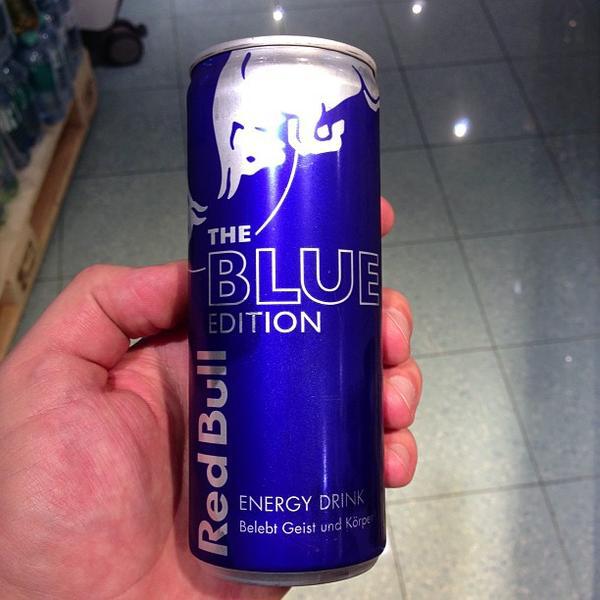 THE
BLUE
EDITION
Red Bull
ENERGY DRINK
Belebt Geist und Körper